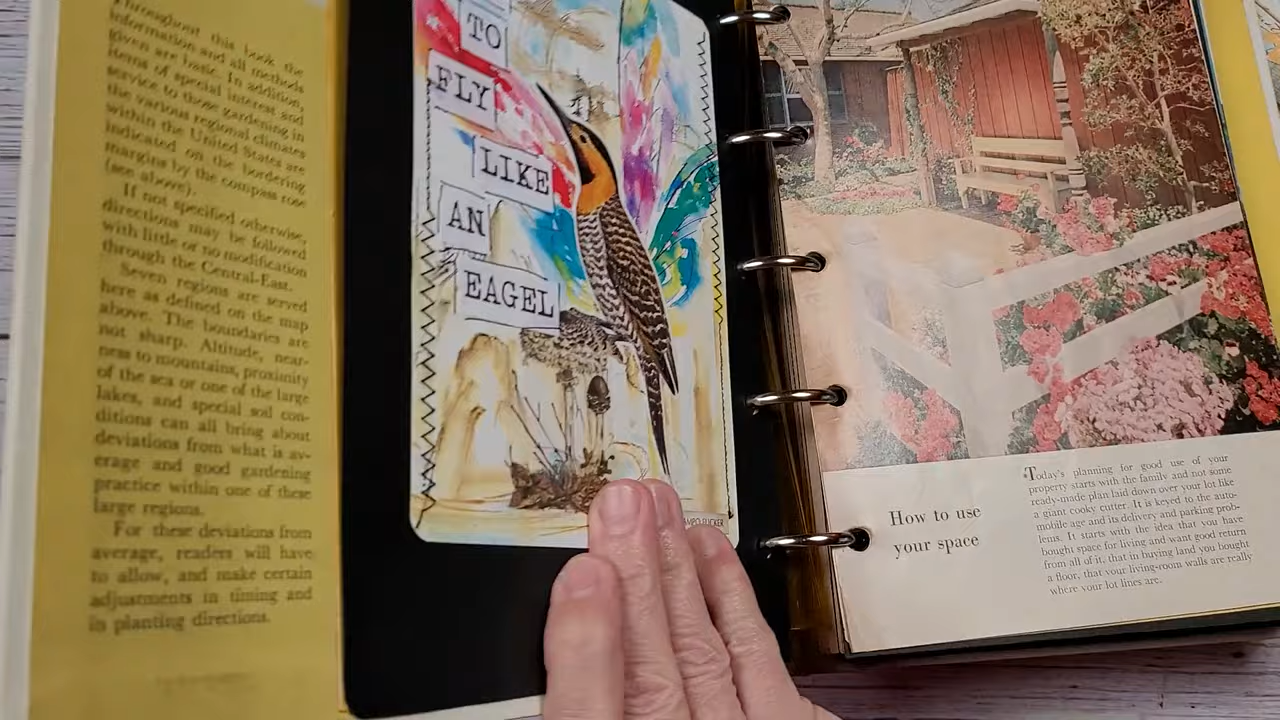 Throughout this book the
information and all methods
given are basic. In addition,
items of special interest and
service to those gardening in
the various regional climates
within the United States are
indicated on the bordering
margins by the compass rose
(see above).
If not specified otherwise,
directions may be followed
with little or no modification
through the Central-East.
Seven regions are served
here as defined on the map
above. The boundaries are
not sharp. Altitude, near-
ness to mountains, proximity
of the sea or one of the large
lakes, and special soil con-
ditions can all bring about
deviations from what is av-
erage and good gardening
practice within one of these
large regions.
For these deviations from
average, readers will have
to allow, and make certain
adjustments in timing and
in planting directions.
TO
FLY
LIKE
AN
EAGEL
How to use
your space
Today's planning for good use of your
property starts with the family and not some
ready-made plan laid down over your lot like
a giant cooky cutter. It is keyed to the auto-
mobile age and its delivery and parking prob-
lems. It starts with the idea that you have
bought space for living and want good return
from all of it, that in buying land you bought
a floor, that your living-room walls are really
where your lot lines are.